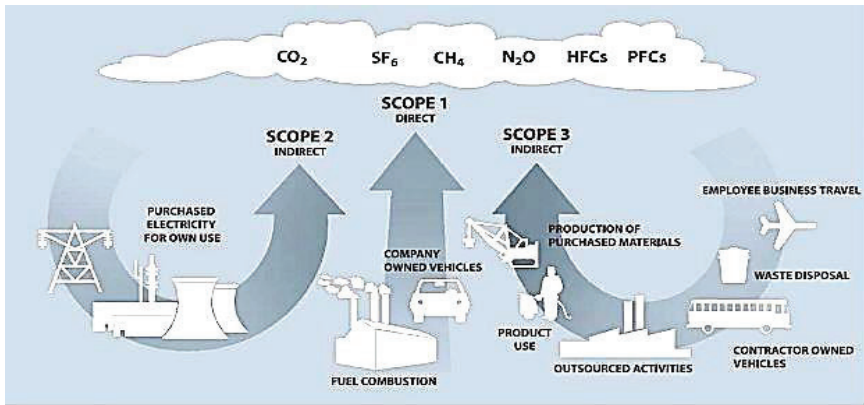 CO₂ SF₆ CH₄ N₂O HFCs PFCs
SCOPE 1
DIRECT
SCOPE 2
INDIRECT
SCOPE 3
INDIRECT
PURCHASED
ELECTRICITY
FOR OWN USE
COMPANY
OWNED VEHICLES
FUEL COMBUSTION
PRODUCTION OF
PURCHASED MATERIALS
PRODUCT
USE
OUTSOURCED ACTIVITIES
EMPLOYEE BUSINESS TRAVEL
WASTE DISPOSAL
CONTRACTOR OWNED
VEHICLES